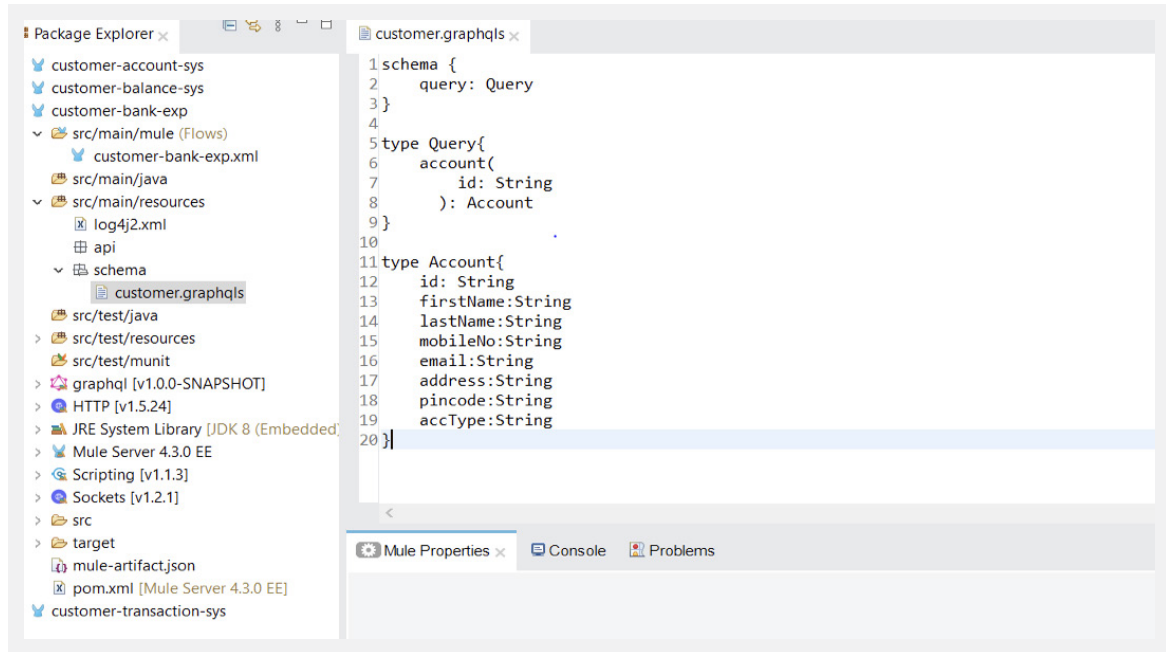 Package Explorer
customer-account-sys
customer-balance-sys
customer-bank-exp
src/main/mule (Flows)
customer-bank-exp.xml
src/main/java
src/main/resources
log4j2.xml
api
schema
customer.graphqls
src/test/java
src/test/resources
src/test/munit
graphql [v1.0.0-SNAPSHOT]
HTTP [v1.5.24]
JRE System Library [JDK 8 (Embedded)
Mule Server 4.3.0 EE
Scripting [v1.1.3]
Sockets [v1.2.1]
src
target
mule-artifact.json
pom.xml [Mule Server 4.3.0 EE]
customer-transaction-sys
customer.graphqls
1 schema {
2 query: Query
3 }
4
5 type Query{
6 account(
7 id: String
8 ): Account
9 }
10
11 type Account{
12 id: String
13 firstName:String
14 lastName:String
15 mobileNo:String
16 email:String
17 address:String
18 pincode:String
19 accType:String
20 }
Mule Properties
Console
Problems